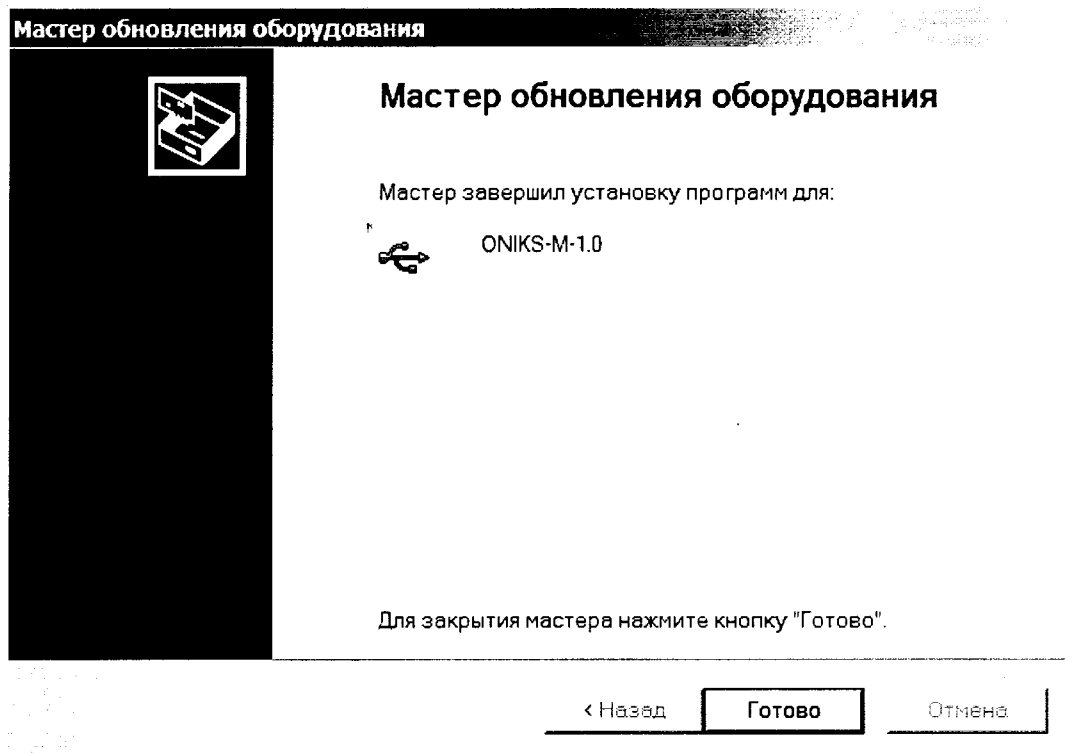 Мастер обновления оборудования
Мастер обновления оборудования
Мастер завершил установку программ для:
ONIKS-M-1.0
Для закрытия мастера нажмите кнопку "Готово".
< Назад
Готово
Отмена